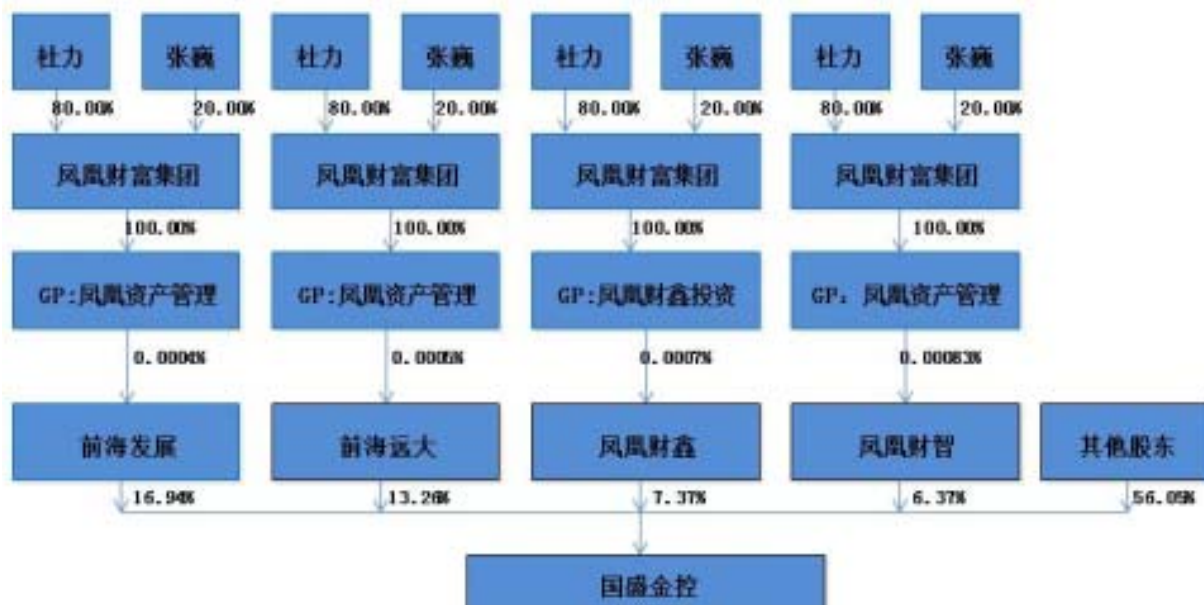 杜力 张巍 杜力 张巍 杜力 张巍 杜力 张巍
80.00% 20.00% 80.00% 20.00% 80.00% 20.00% 80.00% 20.00%
凤凰财富集团 凤凰财富集团 凤凰财富集团 凤凰财富集团
100.00% 100.00% 100.00% 100.00%
GP:凤凰资产管理 GP:凤凰资产管理 GP:凤凰财鑫投资 GP：凤凰资产管理
0.0004% 0.0005% 0.0007% 0.00083%
前海发展 前海远大 凤凰财鑫 凤凰财智 其他股东
16.94% 13.26% 7.37% 6.37% 56.05%
国盛金控